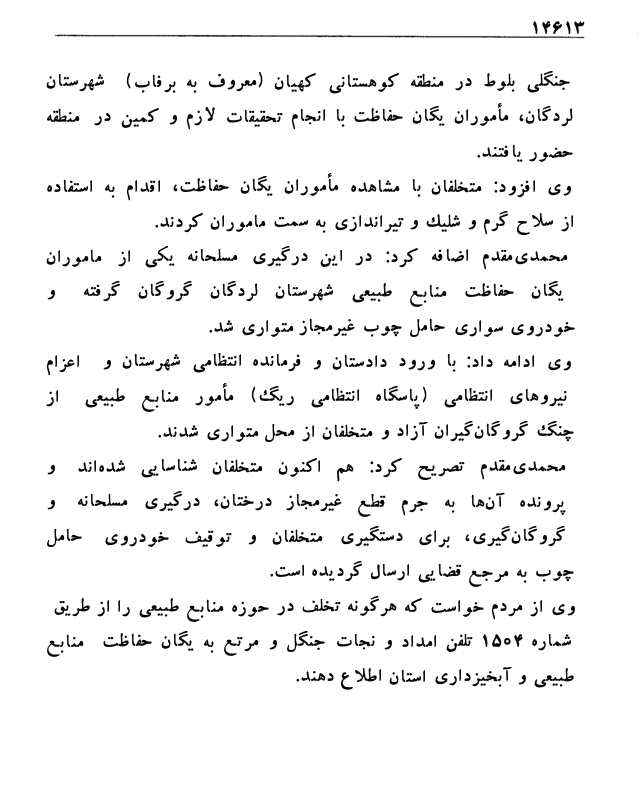 ۱۴۶۱۳
جنگلی بلوط در منطقه کوهستانی کهیان (معروف به برفاب) شهرستان
لردگان، مأموران یگان حفاظت با انجام تحقیقات لازم و کمین در منطقه
حضور یافتند.
وی افزود: متخلفان با مشاهده مأموران یگان حفاظت، اقدام به استفاده
از سلاح گرم و شلیک و تیراندازی به سمت ماموران کردند.
محمدی‌مقدم اضافه کرد: در این درگیری مسلحانه یکی از ماموران
یگان حفاظت منابع طبیعی شهرستان لردگان گروگان گرفته و
خودروی سواری حامل چوب غیرمجاز متواری شد.
وی ادامه داد: با ورود دادستان و فرمانده انتظامی شهرستان و اعزام
نیروهای انتظامی (پاسگاه انتظامی ریگ) مأمور منابع طبیعی از
چنگ گروگان‌گیران آزاد و متخلفان از محل متواری شدند.
محمدی‌مقدم تصریح کرد: هم اکنون متخلفان شناسایی شده‌اند و
پرونده آن‌ها به جرم قطع غیرمجاز درختان، درگیری مسلحانه و
گروگان‌گیری، برای دستگیری متخلفان و توقیف خودروی حامل
چوب به مرجع قضایی ارسال گردیده است.
وی از مردم خواست که هرگونه تخلف در حوزه منابع طبیعی را از طریق
شماره ۱۵۰۴ تلفن امداد و نجات جنگل و مرتع به یگان حفاظت منابع
طبیعی و آبخیزداری استان اطلاع دهند.